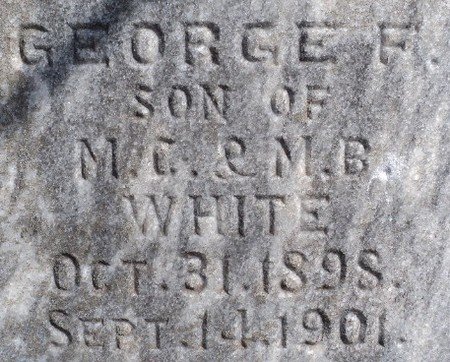 GEORGE F.
SON OF
M.C. & M.B.
WHITE
OCT. 31. 1898.
SEPT. 14. 1901.